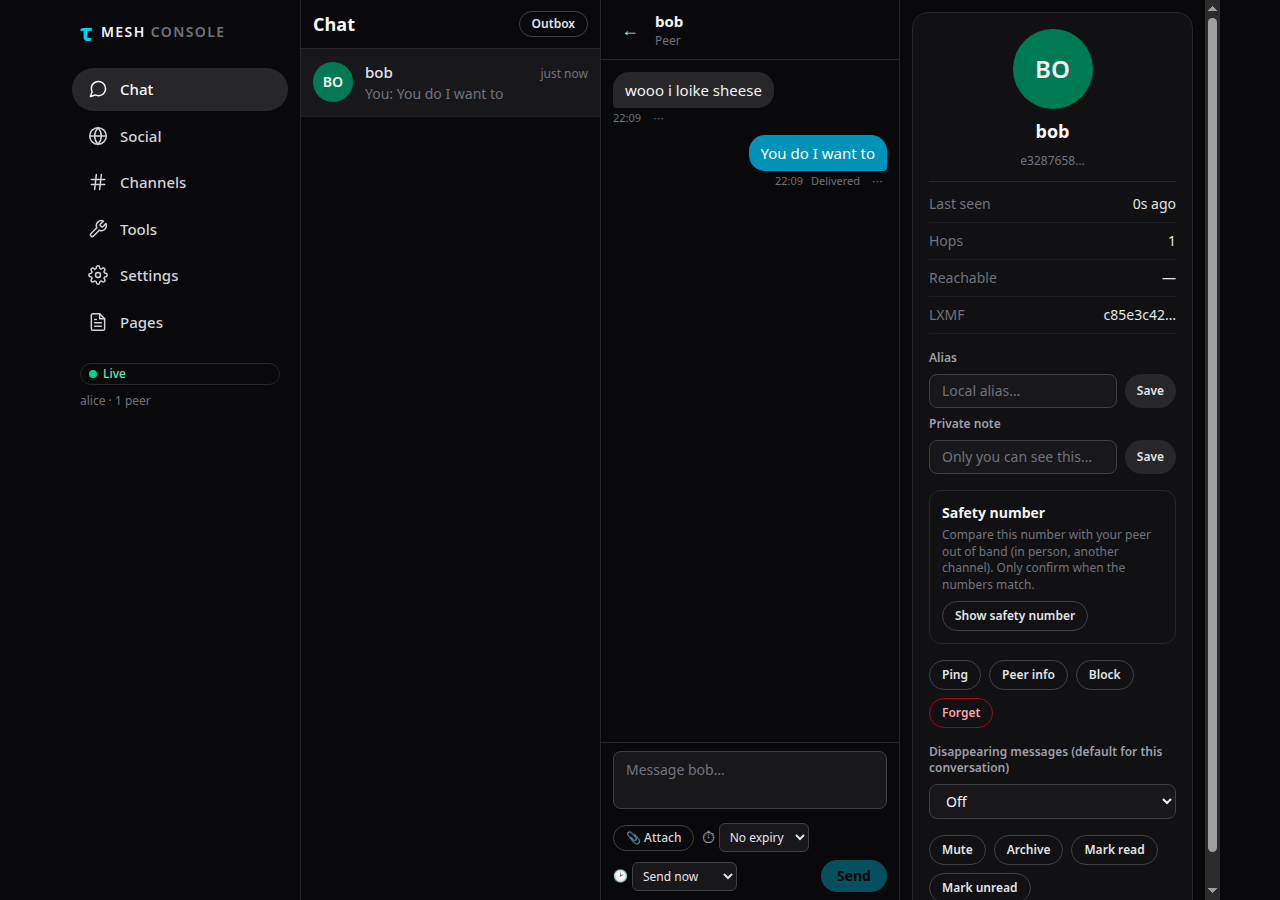 τ MESH CONSOLE
Chat
Social
Channels
Tools
Settings
Pages
Live
alice · 1 peer
Chat
Outbox
BO
bob
just now
You: You do I want to
←
bob
Peer
wooo i loike sheese
22:09 ···
You do I want to
22:09 Delivered ···
Message bob…
📎 Attach
⏱ No expiry
🕑 Send now
Send
BO
bob
e3287658…
Last seen 0s ago
Hops 1
Reachable —
LXMF c85e3c42…
Alias
Local alias…
Save
Private note
Only you can see this…
Save
Safety number
Compare this number with your peer
out of band (in person, another
channel). Only confirm when the
numbers match.
Show safety number
Ping Peer info Block
Forget
Disappearing messages (default for this
conversation)
Off
Mute Archive Mark read
Mark unread